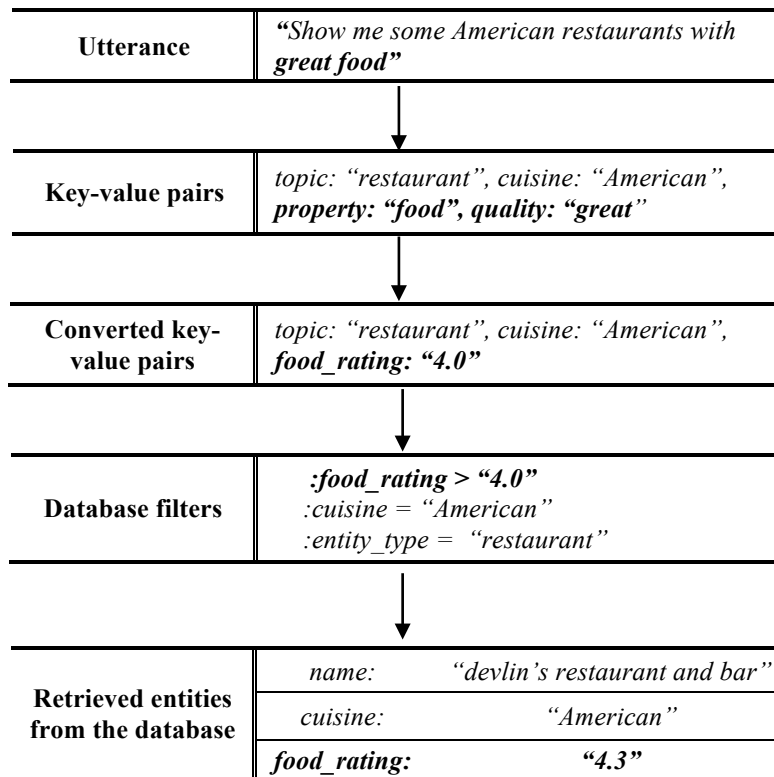 Utterance
“Show me some American restaurants with
great food”
Key-value pairs
topic: “restaurant”, cuisine: “American”,
property: “food”, quality: “great”
Converted key-
value pairs
topic: “restaurant”, cuisine: “American”,
food_rating: “4.0”
Database filters
:food_rating > “4.0”
:cuisine = “American”
:entity_type = “restaurant”
Retrieved entities
from the database
name: “devlin’s restaurant and bar”
cuisine: “American”
food_rating: “4.3”